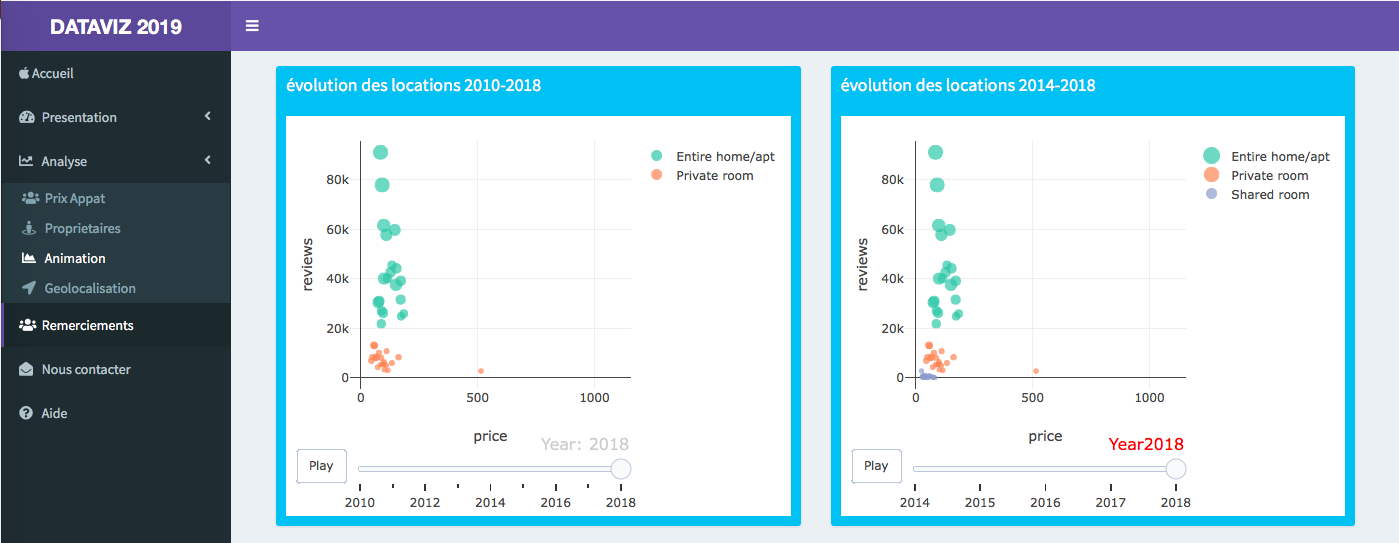 DATAVIZ 2019
Accueil
Presentation
Analyse
Prix Appat
Proprietaires
Animation
Geolocalisation
Remerciements
Nous contacter
Aide
évolution des locations 2010-2018
Entire home/apt
Private room
80k
60k
40k
20k
0
reviews
0 500 1000
price
Year: 2018
Play
2010 2012 2014 2016 2018
évolution des locations 2014-2018
Entire home/apt
Private room
Shared room
80k
60k
40k
20k
0
reviews
0 500 1000
price
Year2018
Play
2014 2015 2016 2017 2018